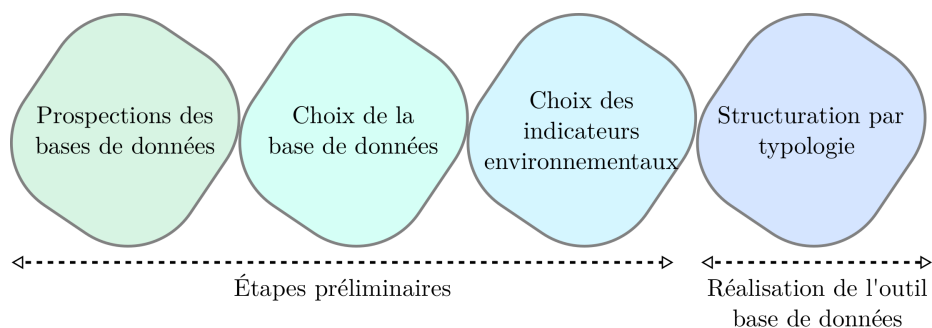 Prospections des
bases de données
Choix de la
base de données
Choix des
indicateurs
environnementaux
Structuration par
typologie
Étapes préliminaires
Réalisation de l'outil
base de données